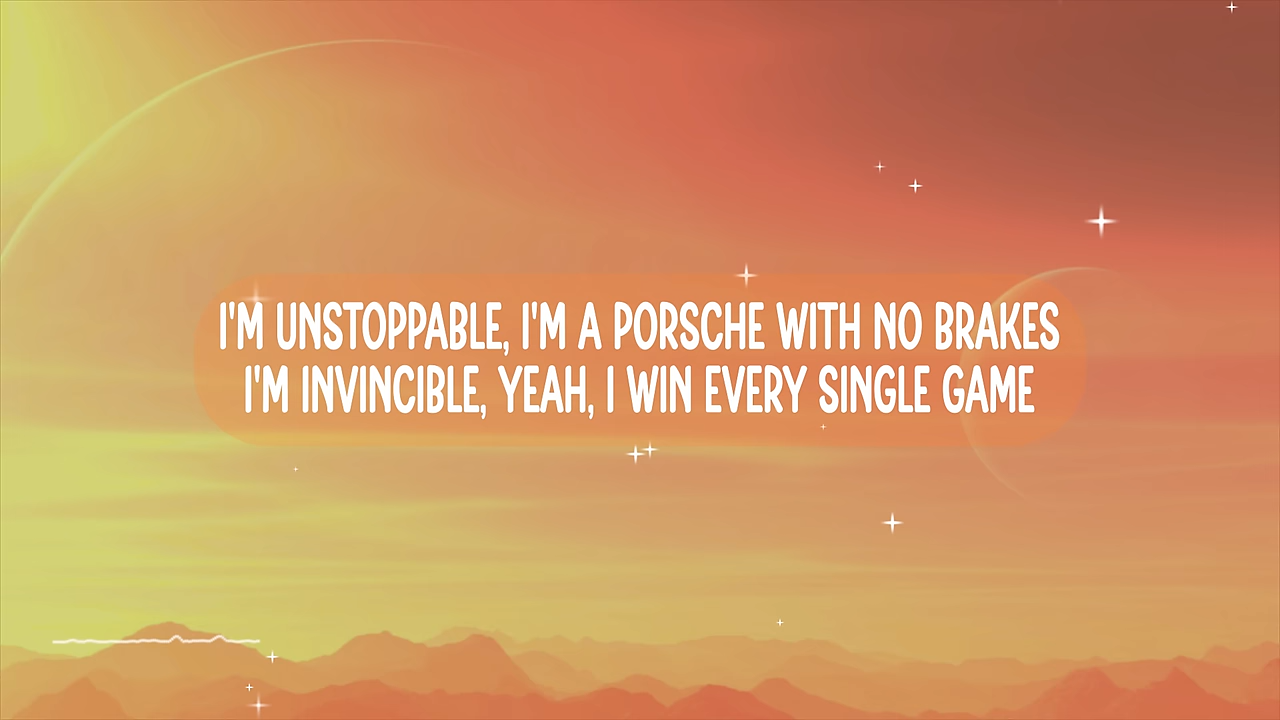 I'M UNSTOPPABLE, I'M A PORSCHE WITH NO BRAKES
I'M INVINCIBLE, YEAH, I WIN EVERY SINGLE GAME